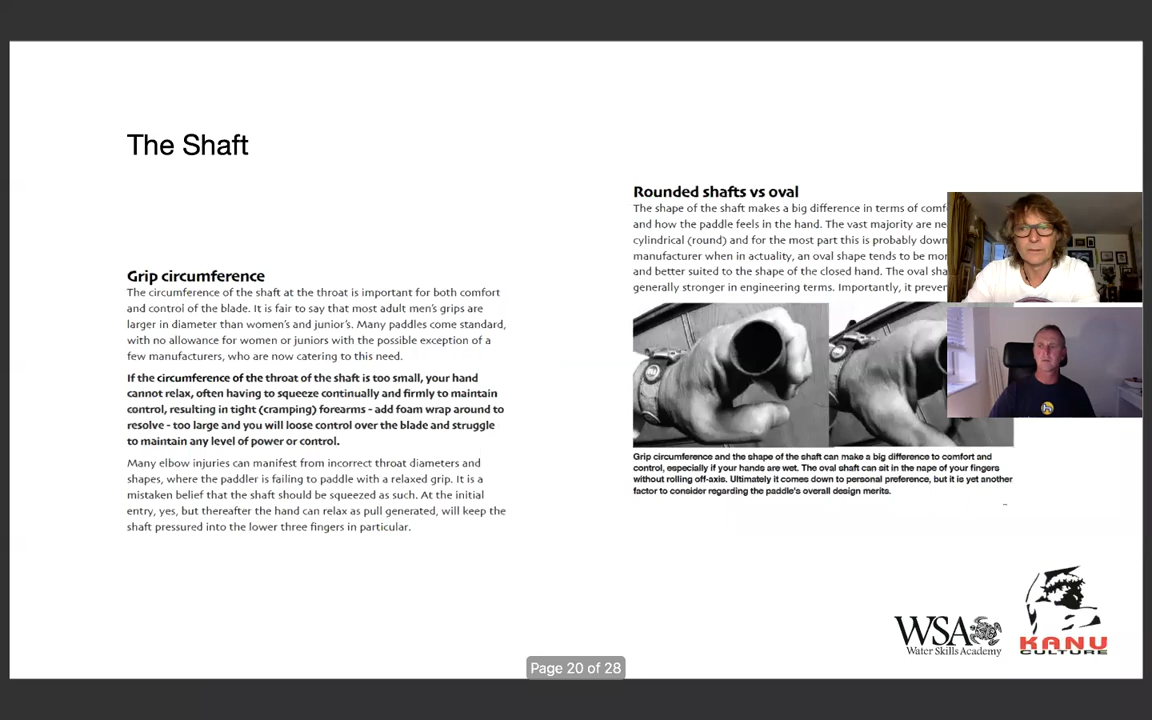 The Shaft
Grip circumference
The circumference of the shaft at the throat is important for both comfort
and control of the blade. It is fair to say that most adult men's grips are
larger in diameter than women's and junior's. Many paddles come standard,
with no allowance for women or juniors with the possible exception of a
few manufacturers, who are now catering to this need.
If the circumference of the throat of the shaft is too small, your hand
cannot relax, often having to squeeze continually and firmly to maintain
control, resulting in tight (cramping) forearms - add foam wrap around to
resolve - too large and you will loose control over the blade and struggle
to maintain any level of power or control.
Many elbow injuries can manifest from incorrect throat diameters and
shapes, where the paddler is failing to paddle with a relaxed grip. It is a
mistaken belief that the shaft should be squeezed as such. At the initial
entry, yes, but thereafter the hand can relax as pull generated, will keep the
shaft pressured into the lower three fingers in particular.
Rounded shafts vs oval
The shape of the shaft makes a big difference in terms of
and how the paddle feels in the hand. The vast majority are
cylindrical (round) and for the most part this is probably down
manufacturer when in actuality, an oval shape tends to be
and better suited to the shape of the closed hand. The oval
generally stronger in engineering terms. Importantly, it
Grip circumference and the shape of the shaft can make a big difference to comfort and
control, especially if your hands are wet. The oval shaft can sit in the nape of your fingers
without rolling off-axis. Ultimately it comes down to personal preference, but it is yet another
factor to consider regarding the paddle's overall design merits.
WSA
Water Skills Academy
KANU
CULTURE
Page 20 of 28